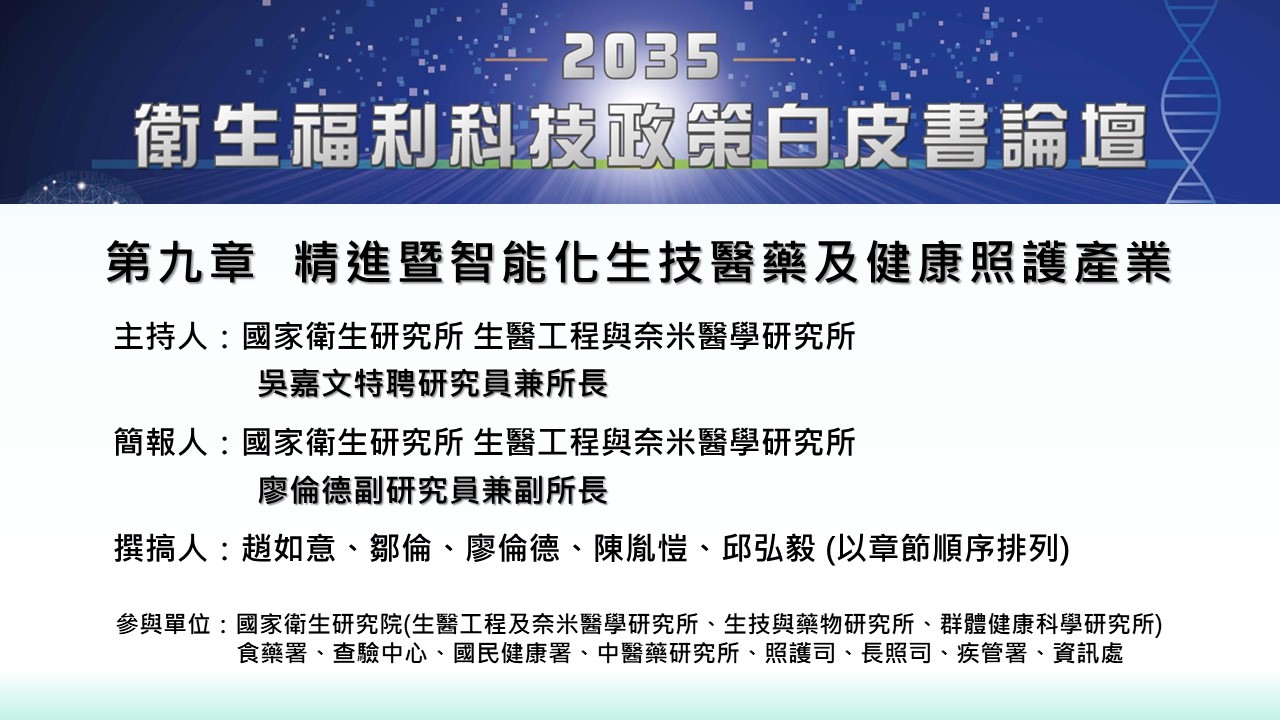 2035
衛生福利科技政策白皮書論壇
第九章 精進暨智能化生技醫藥及健康照護產業
主持人：國家衛生研究所 生醫工程與奈米醫學研究所
吳嘉文特聘研究員兼所長
簡報人：國家衛生研究所 生醫工程與奈米醫學研究所
廖倫德副研究員兼副所長
撰搞人：趙如意、鄒倫、廖倫德、陳胤愷、邱弘毅 (以章節順序排列)
參與單位：國家衛生研究院(生醫工程及奈米醫學研究所、生技與藥物研究所、群體健康科學研究所)
食藥署、查驗中心、國民健康署、中醫藥研究所、照護司、長照司、疾管署、資訊處